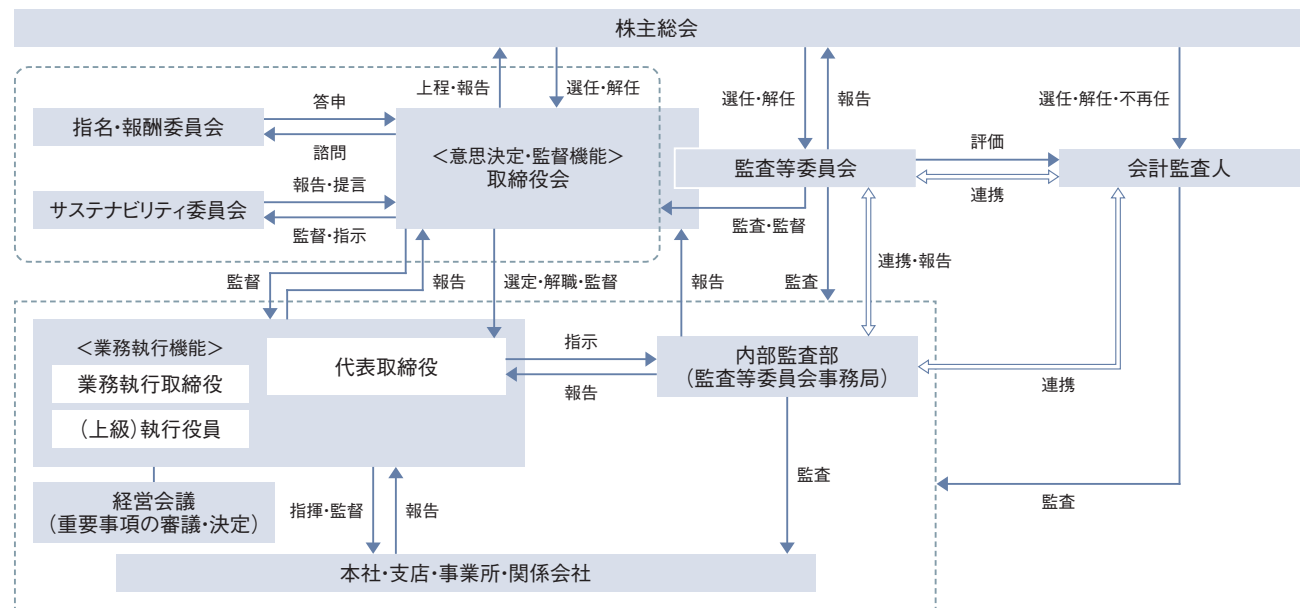 株主総会
上程・報告
選任・解任
選任・解任
報告
選任・解任・不再任
指名・報酬委員会
答申
諮問
<意思決定・監督機能>
取締役会
監査等委員会
評価
連携
会計監査人
サステナビリティ委員会
報告・提言
監督・指示
監査・監督
監督
報告
選定・解職・監督
報告
監査
連携・報告
<業務執行機能>
業務執行取締役
(上級)執行役員
代表取締役
指示
報告
内部監査部
(監査等委員会事務局)
連携
経営会議
(重要事項の審議・決定)
指揮・監督
報告
監査
監査
本社・支店・事業所・関係会社